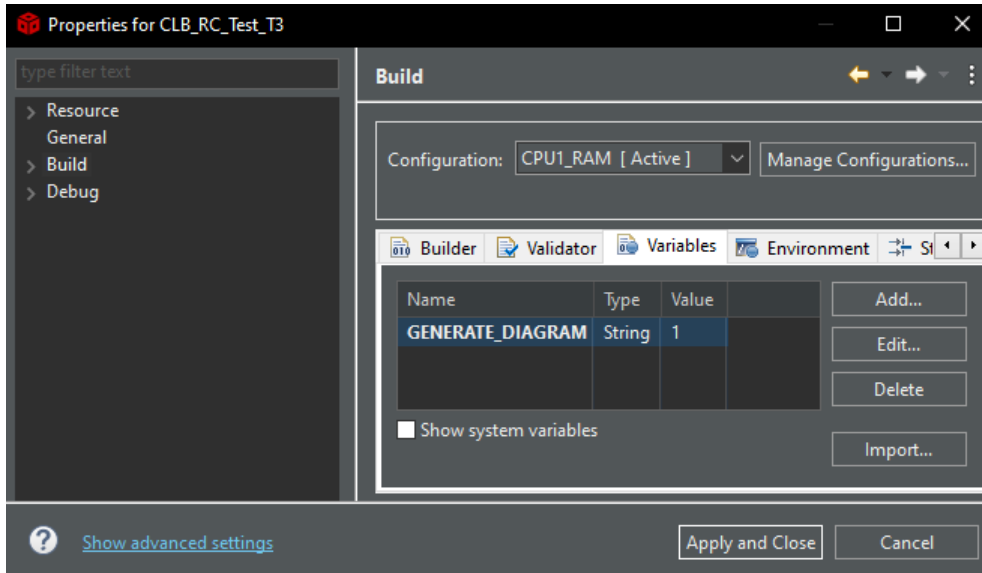 Properties for CLB_RC_Test_T3
type filter text
Resource
General
Build
Debug
Build
Configuration: CPU1_RAM [ Active ] Manage Configurations...
Builder Validator Variables Environment St
Name Type Value Add...
GENERATE_DIAGRAM String 1
Edit...
Delete
Show system variables
Import...
Show advanced settings Apply and Close Cancel